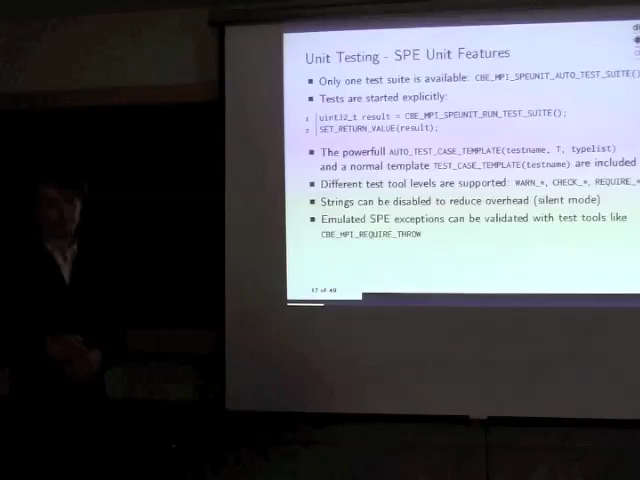 Unit Testing - SPE Unit Features
Only one test suite is available: CBE_MPI_SPEUNIT_AUTO_TEST_SUITE()
Tests are started explicitly:
1 uint32_t result = CBE_MPI_SPEUNIT_RUN_TEST_SUITE();
2 SET_RETURN_VALUE(result);
The powerfull AUTO_TEST_CASE_TEMPLATE(testname, T, typelist)
and a normal template TEST_CASE_TEMPLATE(testname) are included
Different test tool levels are supported: WARN_*, CHECK_*, REQUIRE_*
Strings can be disabled to reduce overhead (silent mode)
Emulated SPE exceptions can be validated with test tools like
CBE_MPI_REQUIRE_THROW
17 of 49